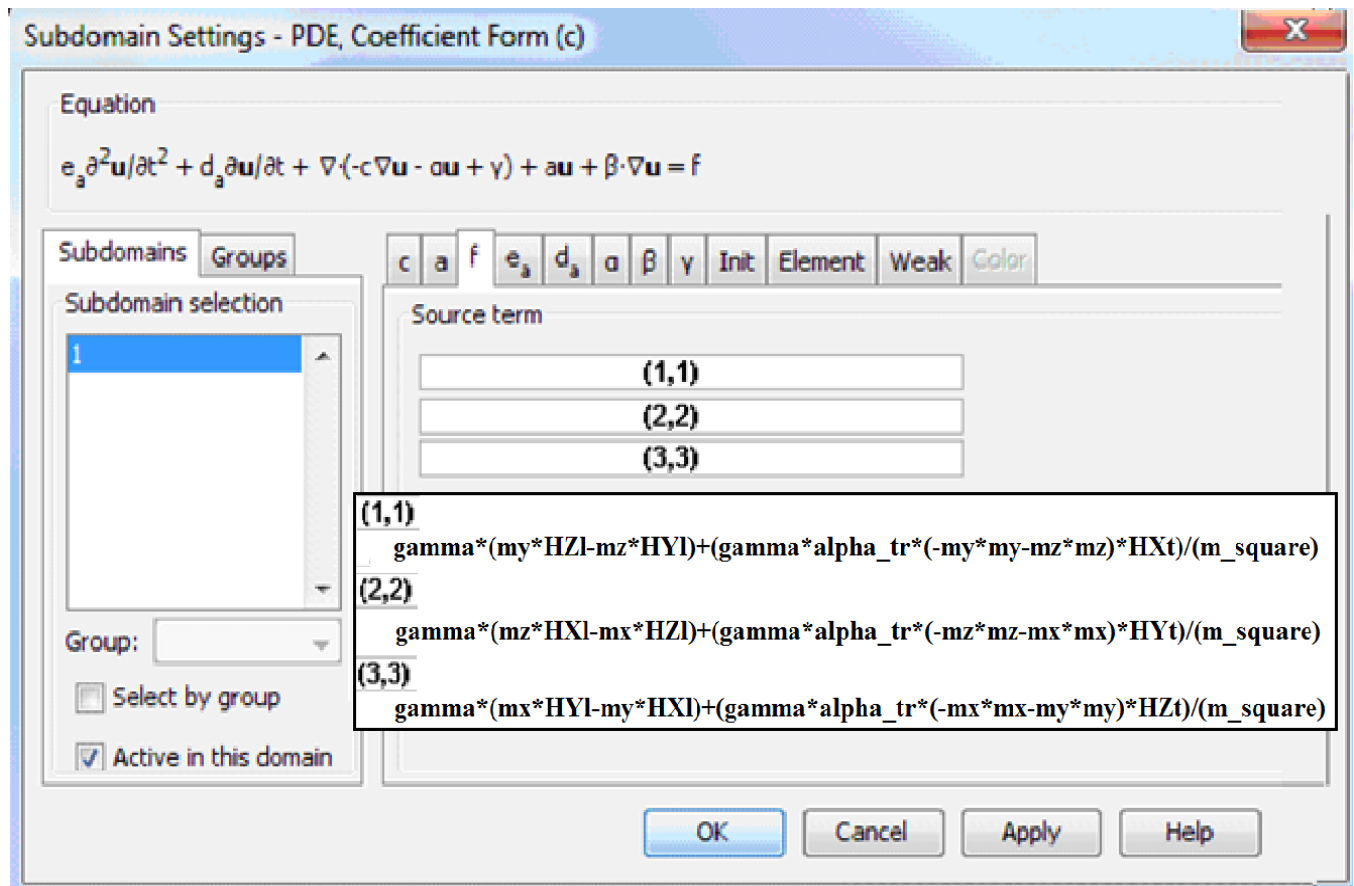 Subdomain Settings - PDE, Coefficient Form (c)
x
Equation
eₐ∂²u/∂t² + dₐ∂u/∂t + ∇·(-c∇u - αu + γ) + au + β·∇u = f
Subdomains
Groups
Subdomain selection
1
Group:
Select by group
Active in this domain
c a f eₐ dₐ α β γ Init Element Weak Color
Source term
(1,1)
(2,2)
(3,3)
(1,1)
gamma*(my*HZl-mz*HYl)+(gamma*alpha_tr*(-my*my-mz*mz)*HXt)/(m_square)
(2,2)
gamma*(mz*HXl-mx*HZl)+(gamma*alpha_tr*(-mz*mz-mx*mx)*HYt)/(m_square)
(3,3)
gamma*(mx*HYl-my*HXl)+(gamma*alpha_tr*(-mx*mx-my*my)*HZt)/(m_square)
OK Cancel Apply Help